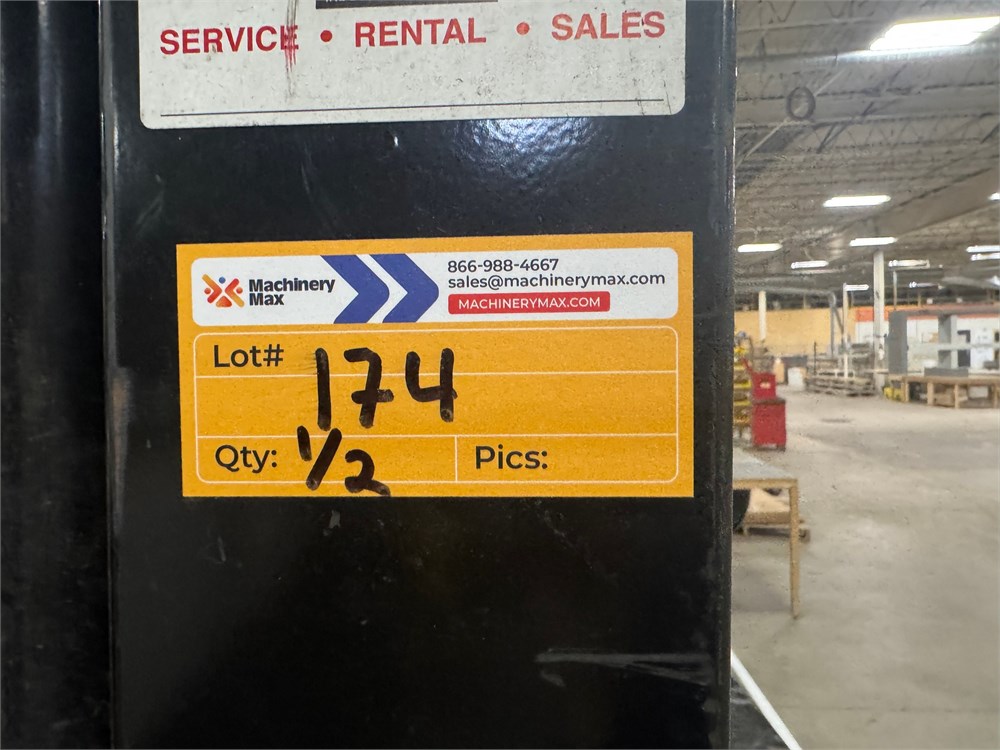 SERVICE • RENTAL • SALES
Machinery
Max
866-988-4667
sales@machinerymax.com
MACHINERYMAX.COM
Lot# 174
Qty: 1/2 Pics: